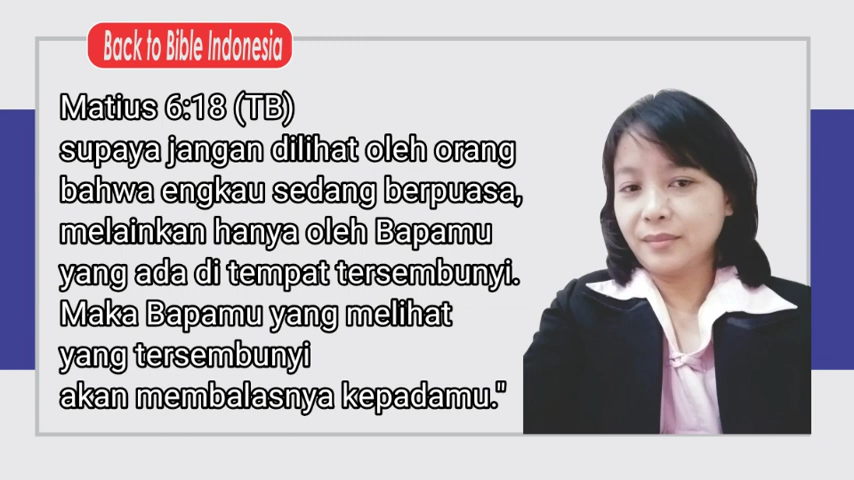 Back to Bible Indonesia
Matius 6:18 (TB)
supaya jangan dilihat oleh orang
bahwa engkau sedang berpuasa,
melainkan hanya oleh Bapamu
yang ada di tempat tersembunyi.
Maka Bapamu yang melihat
yang tersembunyi
akan membalasnya kepadamu."